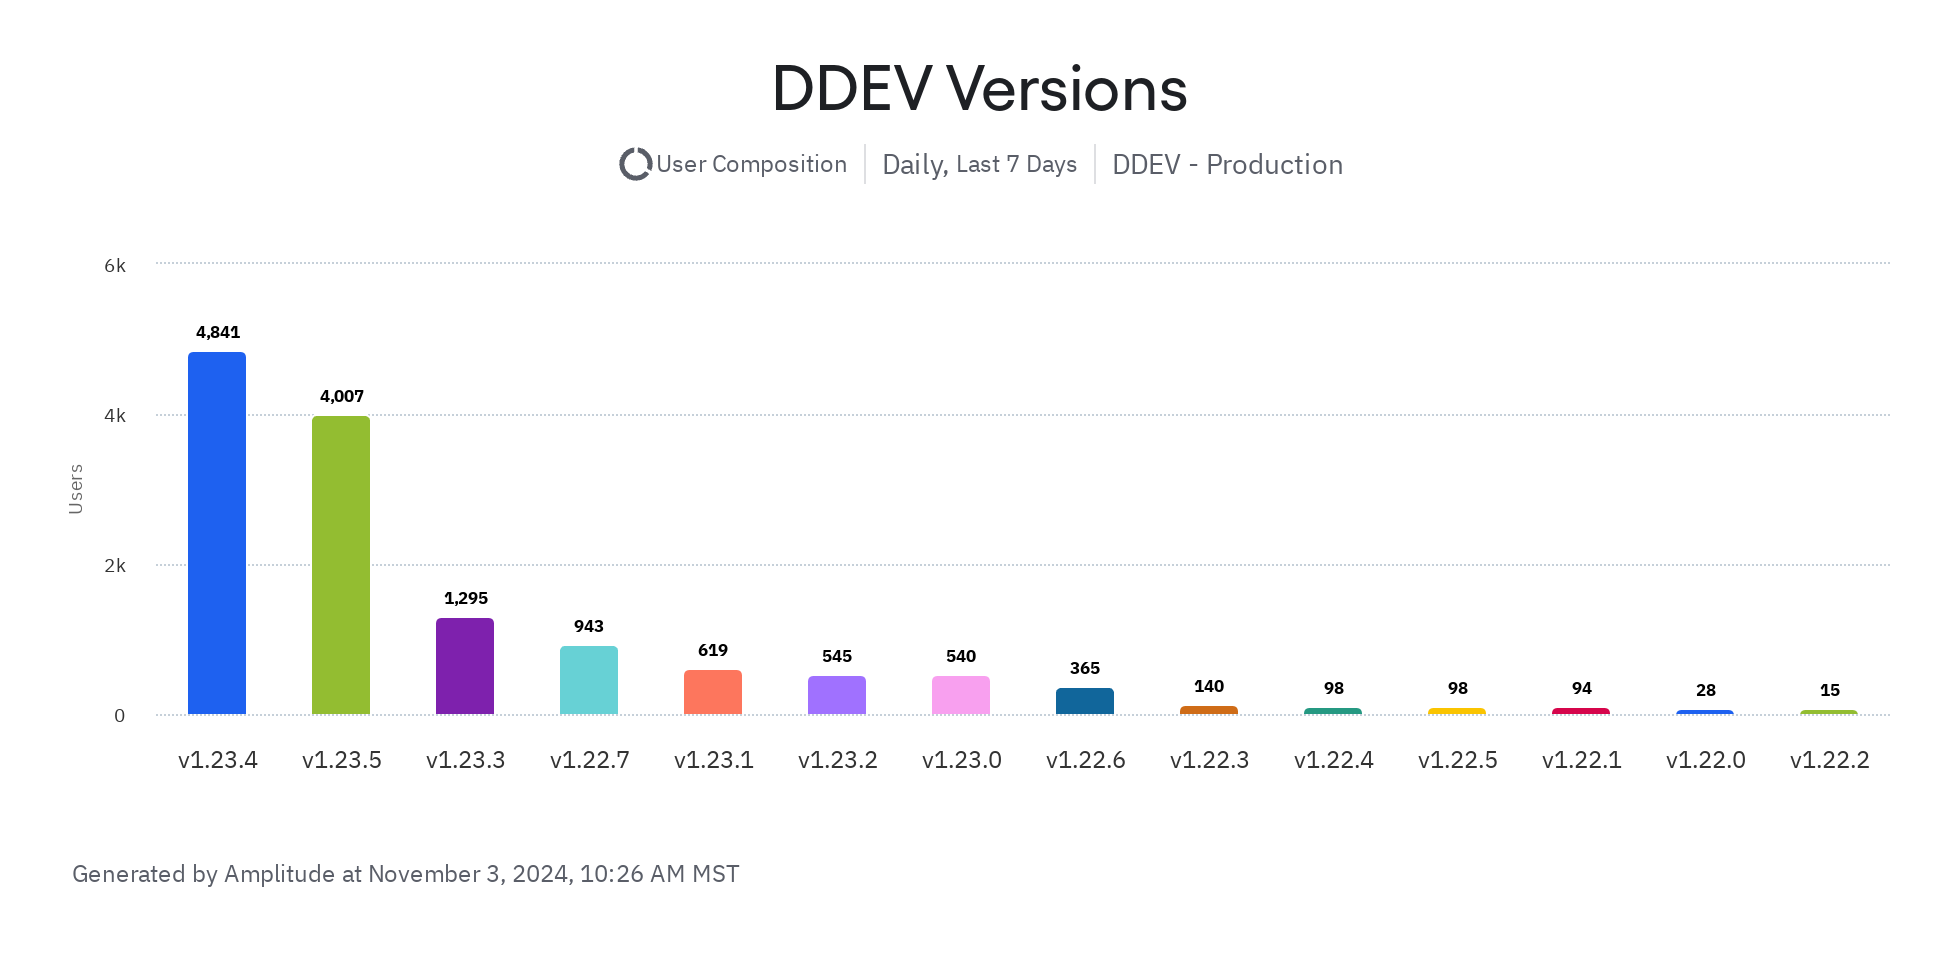 DDEV Versions
User Composition Daily, Last 7 Days DDEV - Production
6k
4,841
4,007
4k
Users
2k
1,295
943
619
545
540
365
140
98
98
94
28
15
0
v1.23.4 v1.23.5 v1.23.3 v1.22.7 v1.23.1 v1.23.2 v1.23.0 v1.22.6 v1.22.3 v1.22.4 v1.22.5 v1.22.1 v1.22.0 v1.22.2
Generated by Amplitude at November 3, 2024, 10:26 AM MST